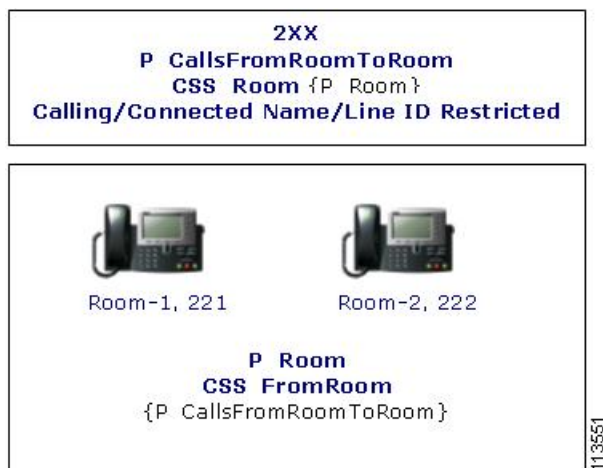 2XX
P CallsFromRoomToRoom
CSS Room {P Room}
Calling/Connected Name/Line ID Restricted
Room-1, 221
Room-2, 222
P Room
CSS FromRoom
{P CallsFromRoomToRoom}
113551